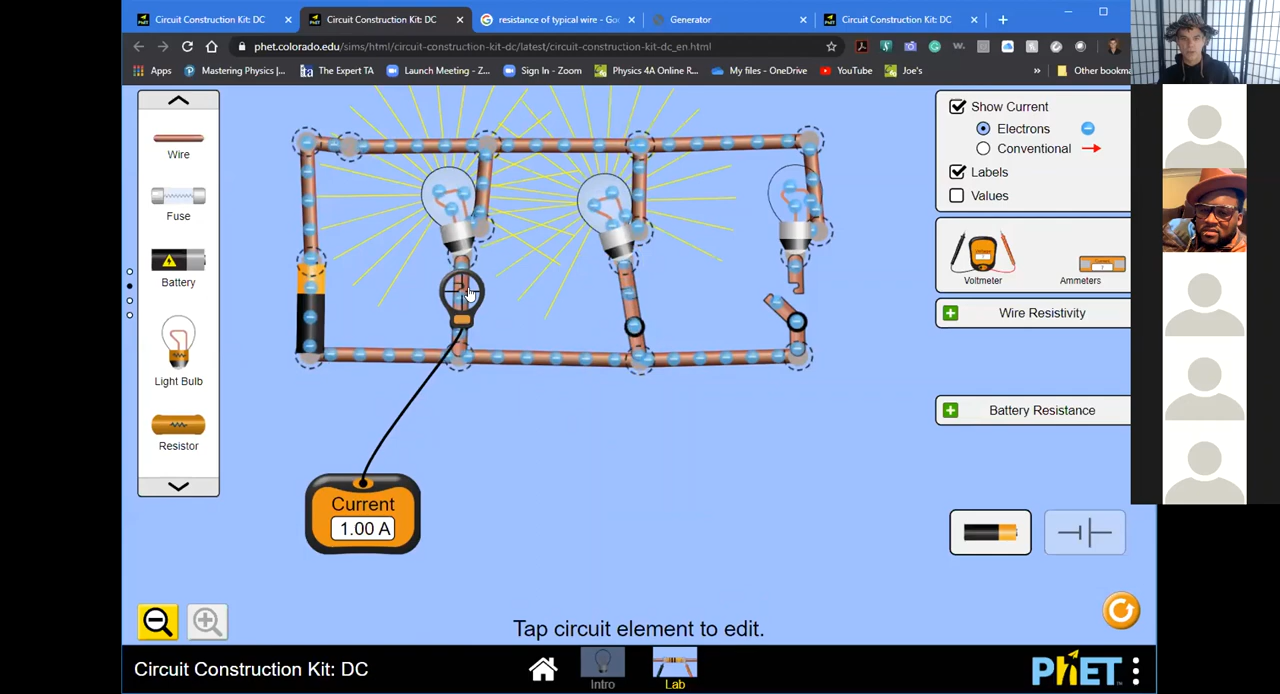 Circuit Construction Kit: DC
Circuit Construction Kit: DC
resistance of typical wire - Goo
Generator
Circuit Construction Kit: DC
phet.colorado.edu/sims/html/circuit-construction-kit-dc/latest/circuit-construction-kit-dc_en.html
Apps
Mastering Physics |...
The Expert TA
Launch Meeting - Z...
Sign In - Zoom
Physics 4A Online R...
My files - OneDrive
YouTube
Joe's
»
Other bookma
Wire
Fuse
Battery
Light Bulb
Resistor
Show Current
Electrons
Conventional
Labels
Values
Voltmeter
Ammeters
Wire Resistivity
Battery Resistance
Current
1.00 A
Tap circuit element to edit.
Circuit Construction Kit: DC
Intro
Lab
PhET